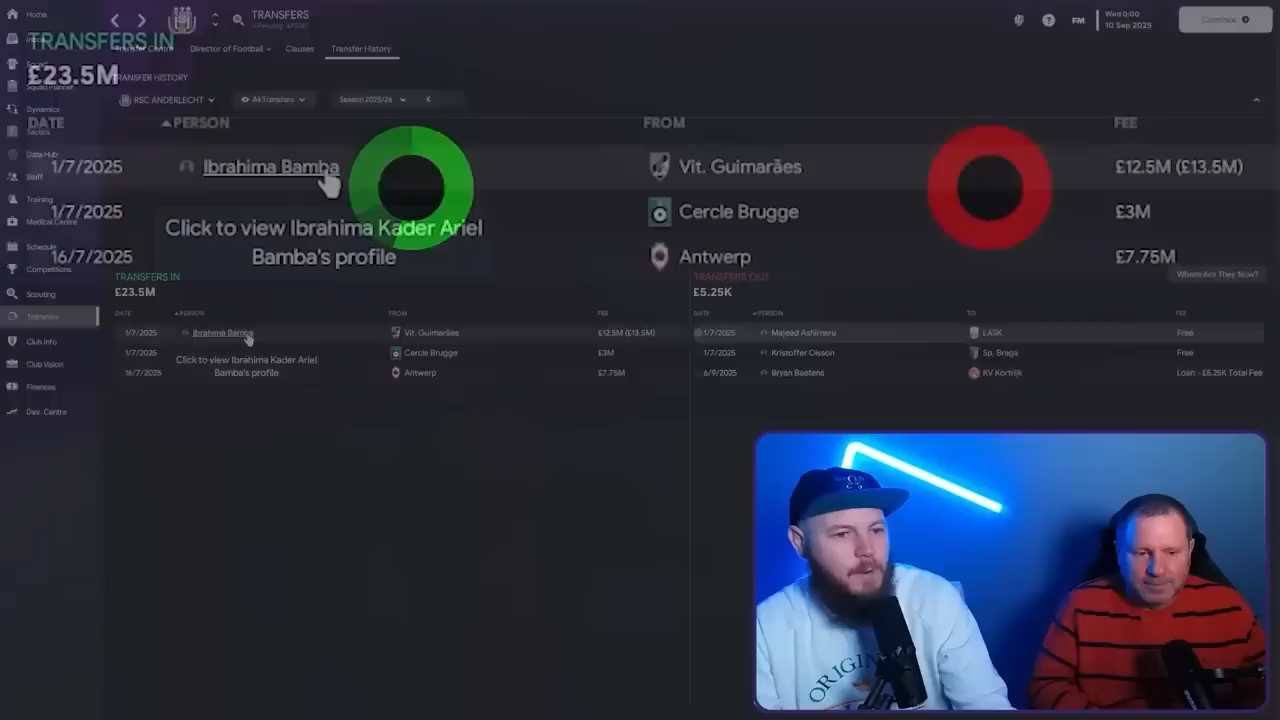 Home
TRANSFERS
Wed 0:00
10 Sep 2025
FM
Continue
TRANSFERS IN
£23.5M
Transfer Centre
Director of Football
Clauses
Transfer History
TRANSFER HISTORY
RSC ANDERLECHT
All Transfers
Season 2025/26
Squad Planner
Dynamics
Tactics
Data Hub
Staff
Training
Medical Centre
Schedule
Competitions
Scouting
Transfers
Club Info
Club Vision
Finances
Dev. Centre
DATE PERSON FROM FEE
1/7/2025 Ibrahima Bamba Vit. Guimarães £12.5M (£13.5M)
1/7/2025 Cercle Brugge £3M
Click to view Ibrahima Kader Ariel
Bamba's profile
16/7/2025 Antwerp £7.75M
TRANSFERS IN
£23.5M
DATE PERSON FROM FEE
1/7/2025 Ibrahima Bamba Vit. Guimarães £12.5M (£13.5M)
1/7/2025 Cercle Brugge £3M
Click to view Ibrahima Kader Ariel
Bamba's profile
16/7/2025 Antwerp £7.75M
TRANSFERS OUT
£5.25K
Where Are They Now?
DATE PERSON TO FEE
1/7/2025 Majeed Ashimeru LASK Free
1/7/2025 Kristoffer Olsson Sp. Braga Free
6/9/2025 Bryan Baetens KV Kortrijk Loan - £5.25K Total Fee